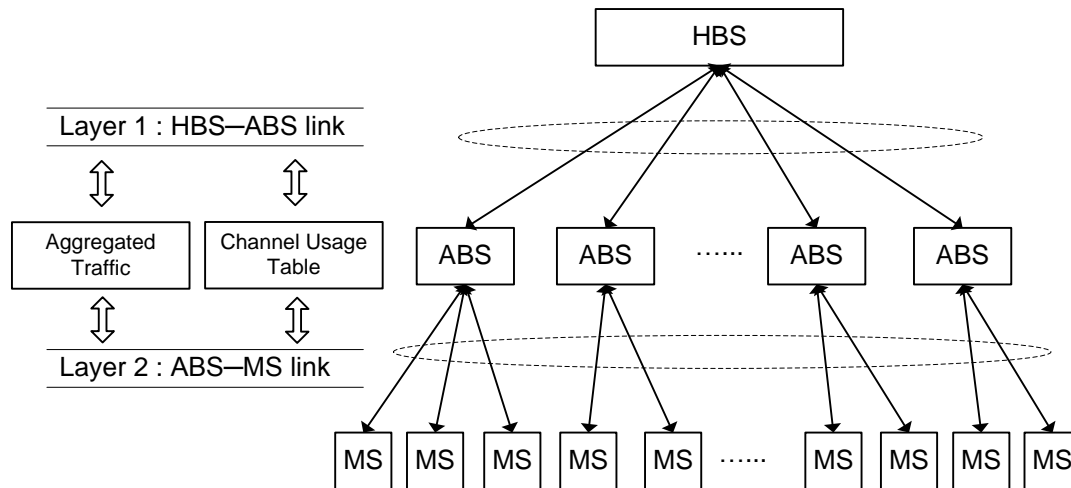 HBS
Layer 1 : HBS—ABS link
Aggregated
Traffic
Channel Usage
Table
ABS
ABS
…...
ABS
ABS
Layer 2 : ABS—MS link
MS
MS
MS
MS
MS
…...
MS
MS
MS
MS